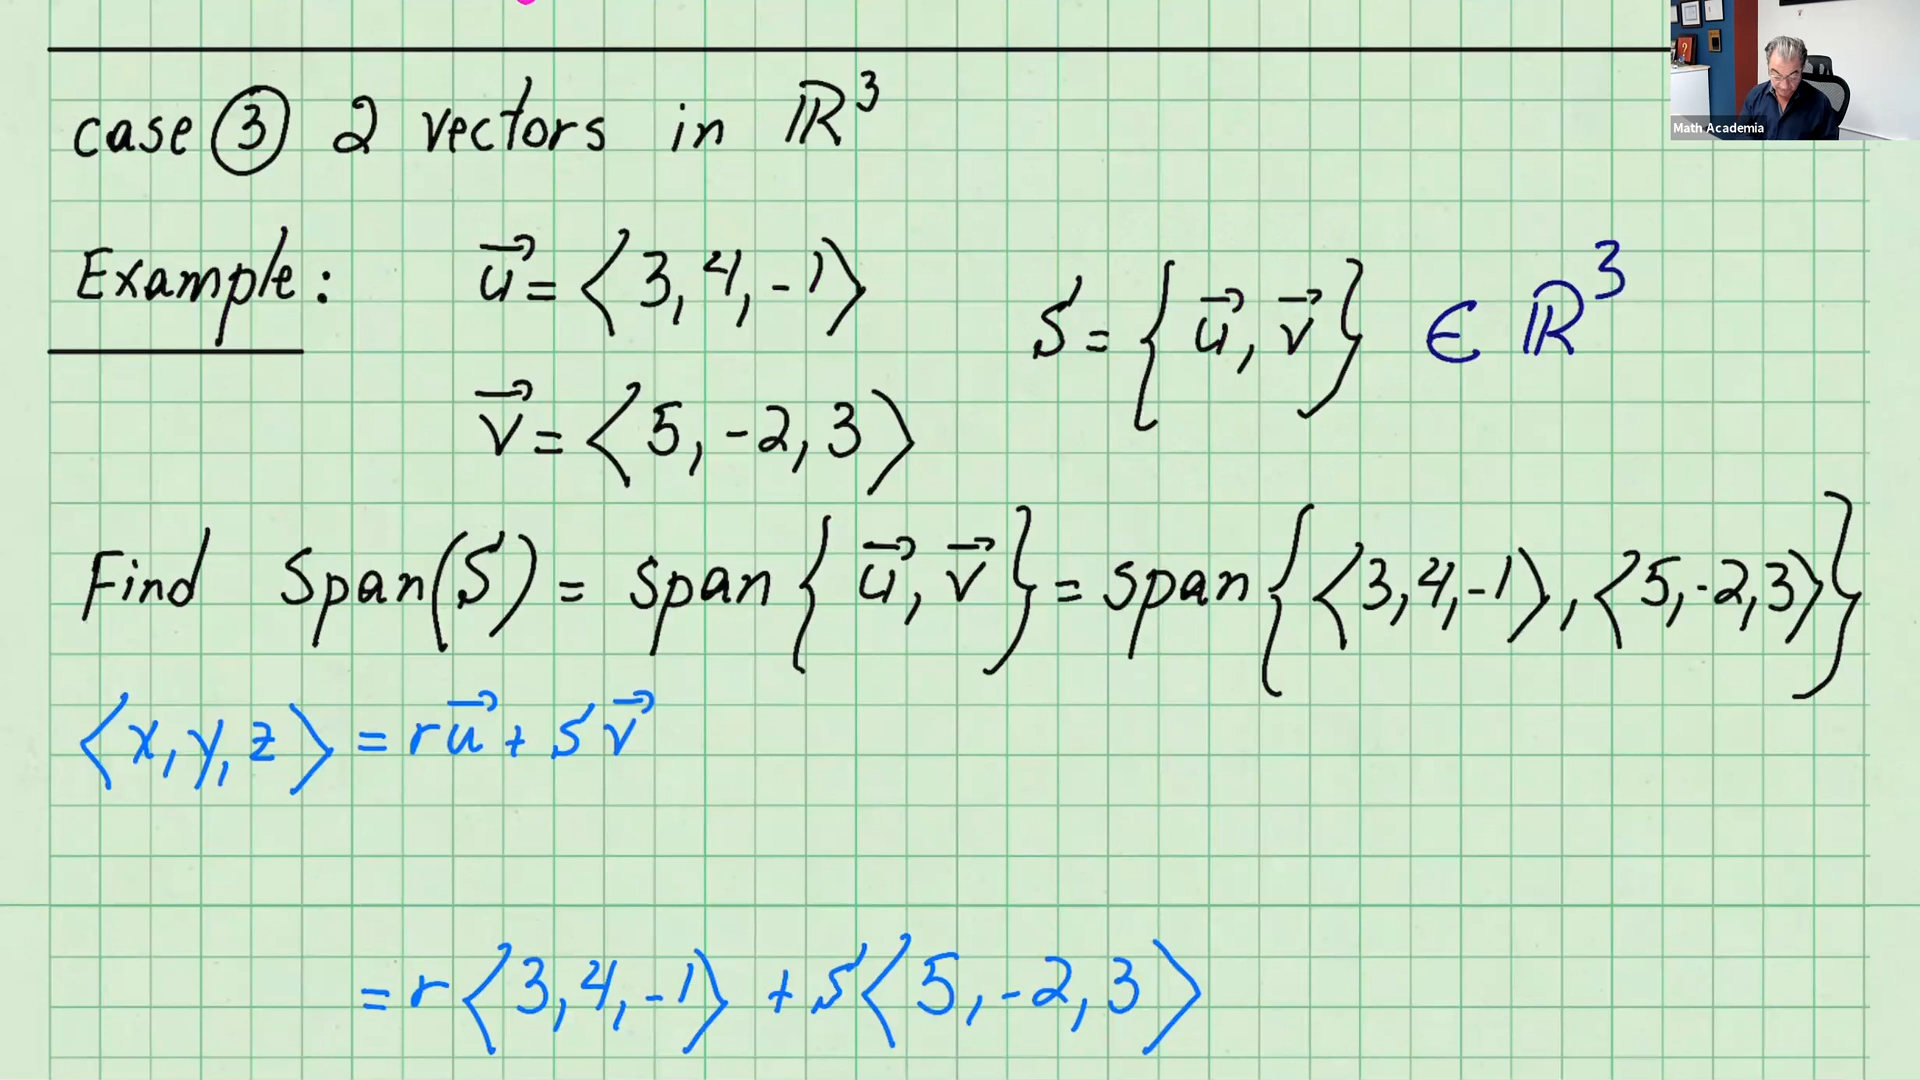 case ③ 2 vectors in ℝ³
Math Academia
Example: u⃗ = ⟨3, 4, -1⟩
S = {u⃗, v⃗} ∈ ℝ³
v⃗ = ⟨5, -2, 3⟩
Find Span(S) = span{u⃗, v⃗} = span{⟨3, 4, -1⟩, ⟨5, -2, 3⟩}
⟨x, y, z⟩ = ru⃗ + sv⃗
= r⟨3, 4, -1⟩ + s⟨5, -2, 3⟩